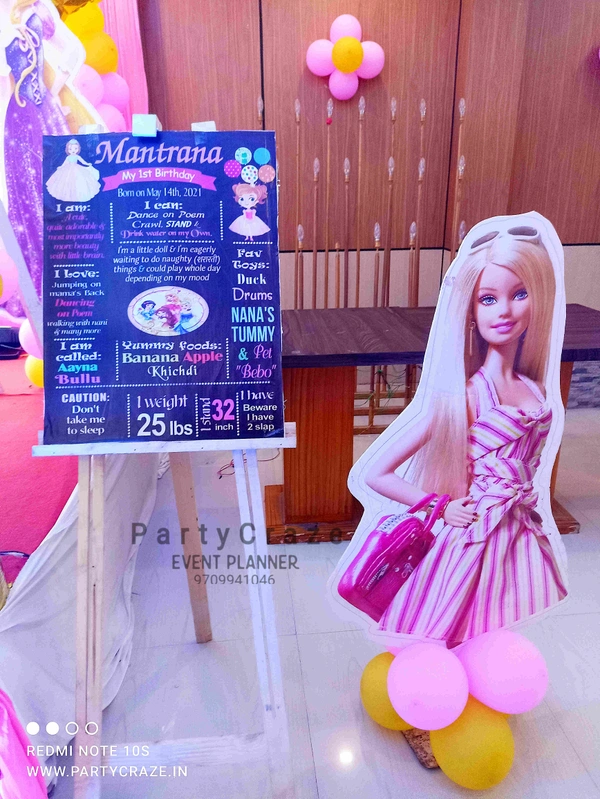 Mantrana
My 1st Birthday
Born on May 14th, 2021
I am:
A cute,
quite adorable &
most importantly
more beauty
with little brain.
I Love:
Jumping on
mama's Back
Dancing
on Poem
walking with nani
& many more
I am
called:
Aayna
Bullu
I can:
Dance on Poem
Crawl, STAND &
Drink water on my Own.
I'm a little doll & I'm eagerly
waiting to do naughty (शरारती)
things & could play whole day
depending on my mood
Yummy foods:
Banana Apple
Khichdi
Fav
Toys:
Duck
Drums
NANA'S
TUMMY
& Pet
"Bebo"
CAUTION:
Don't
take me
to sleep
I weight
25 lbs
I stand
32
inch
I have
Beware
I have
2 slap
PartyCraze
EVENT PLANNER
9709941046
REDMI NOTE 10S
WWW.PARTYCRAZE.IN